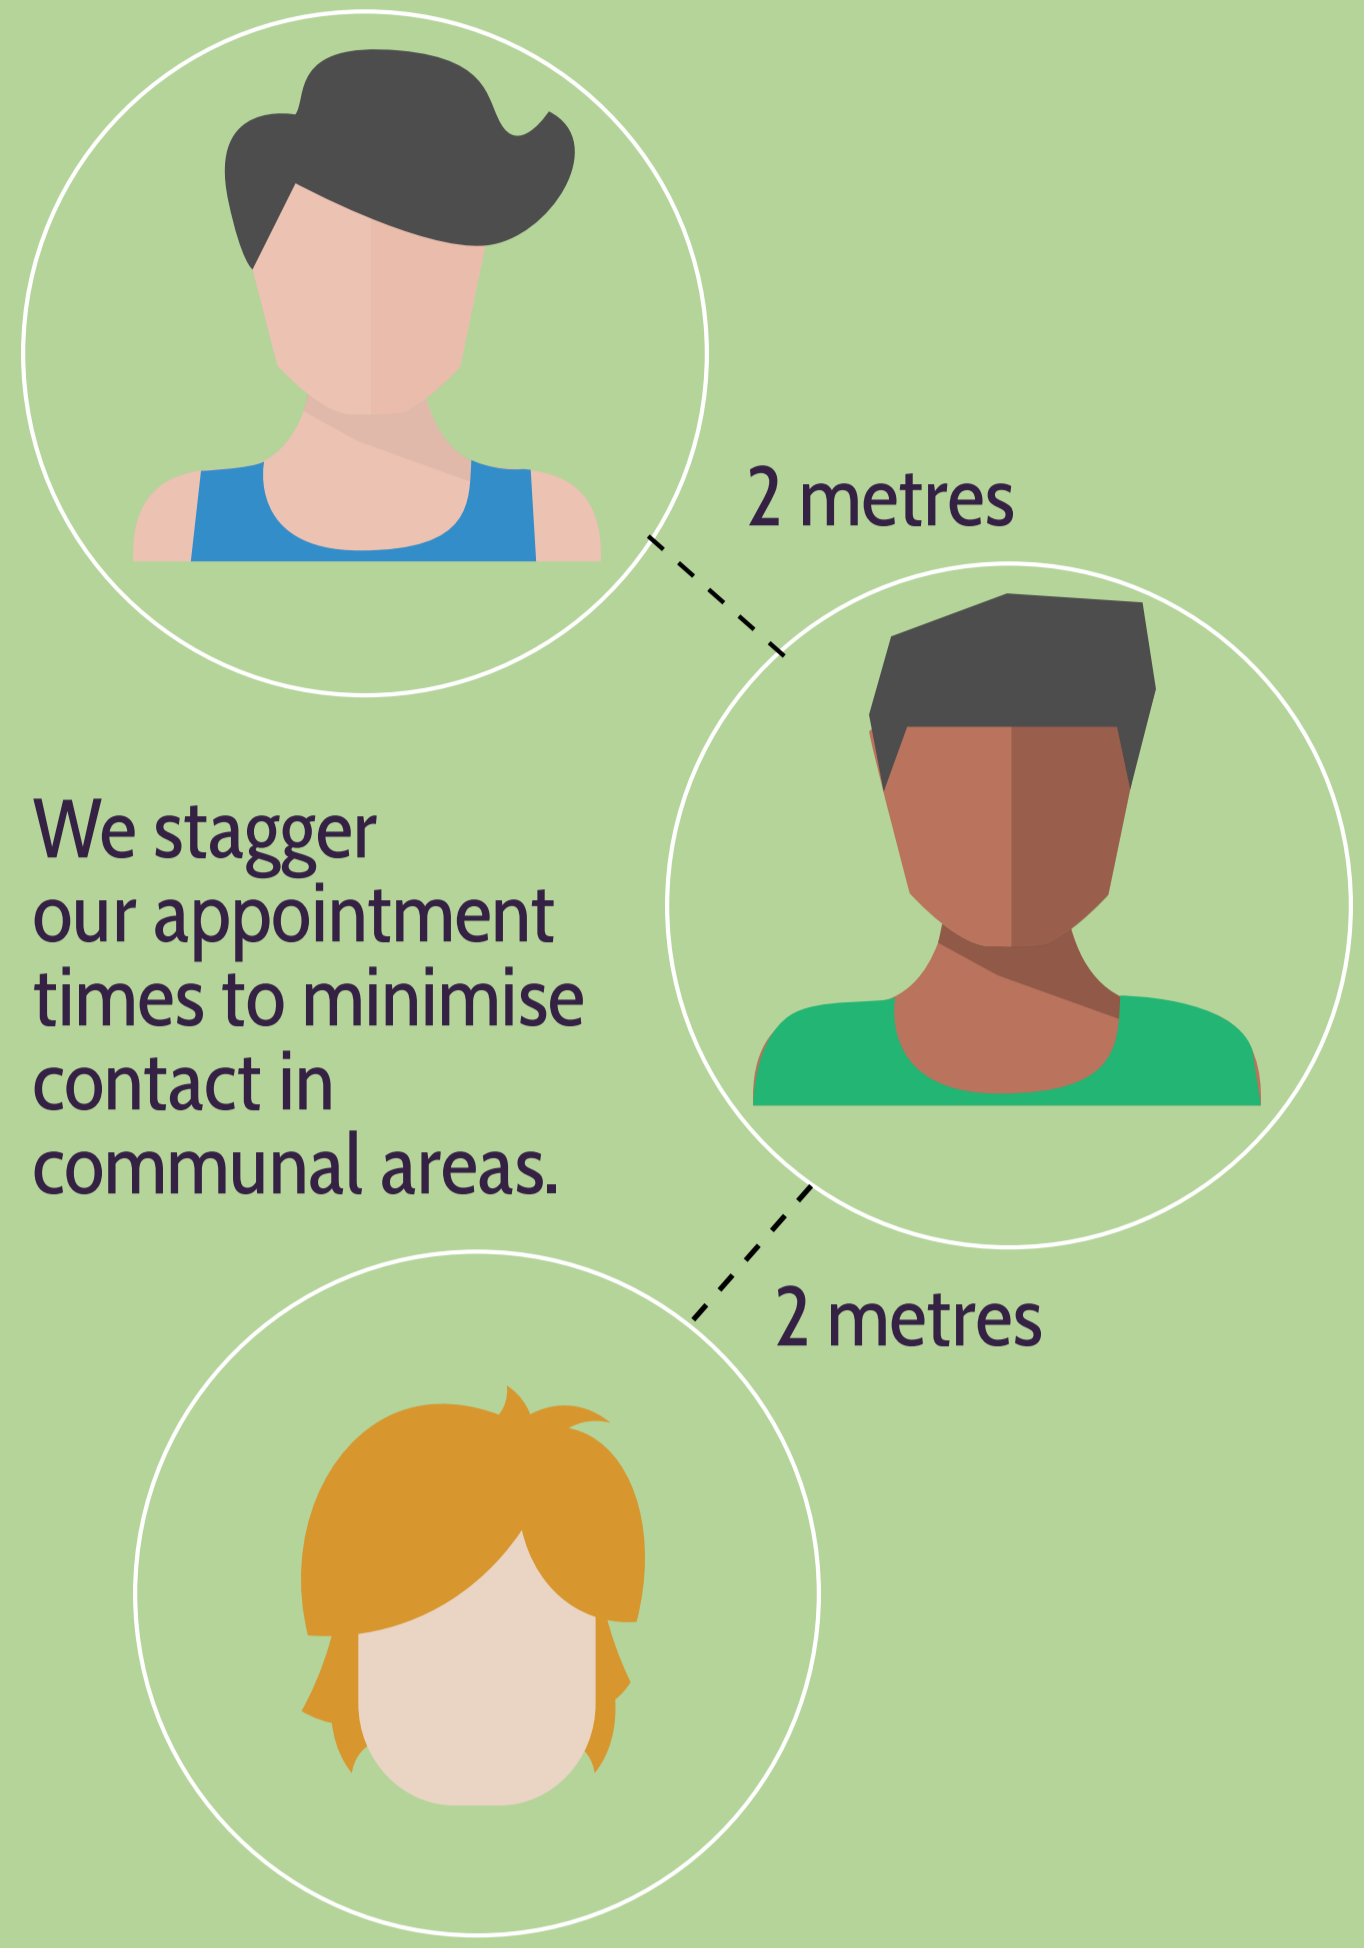 2 metres
We stagger
our appointment
times to minimise
contact in
communal areas.
2 metres